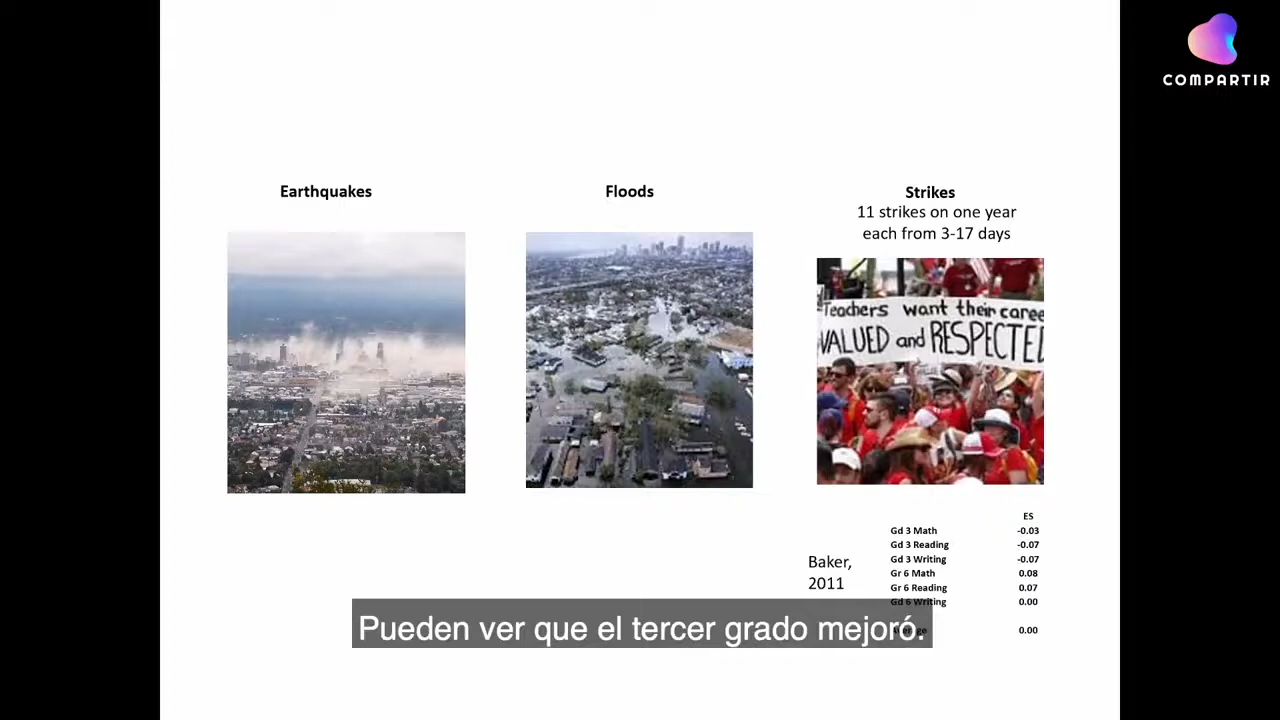 COMPARTIR
Earthquakes
Floods
Strikes
11 strikes on one year
each from 3-17 days
Teachers want their caree
VALUED and RESPECTED
ES
Gd 3 Math -0.03
Gd 3 Reading -0.07
Gd 3 Writing -0.07
Gr 6 Math 0.08
Gr 6 Reading 0.07
Gd 6 Writing 0.00
Baker,
2011
0.00
Pueden ver que el tercer grado mejoró.